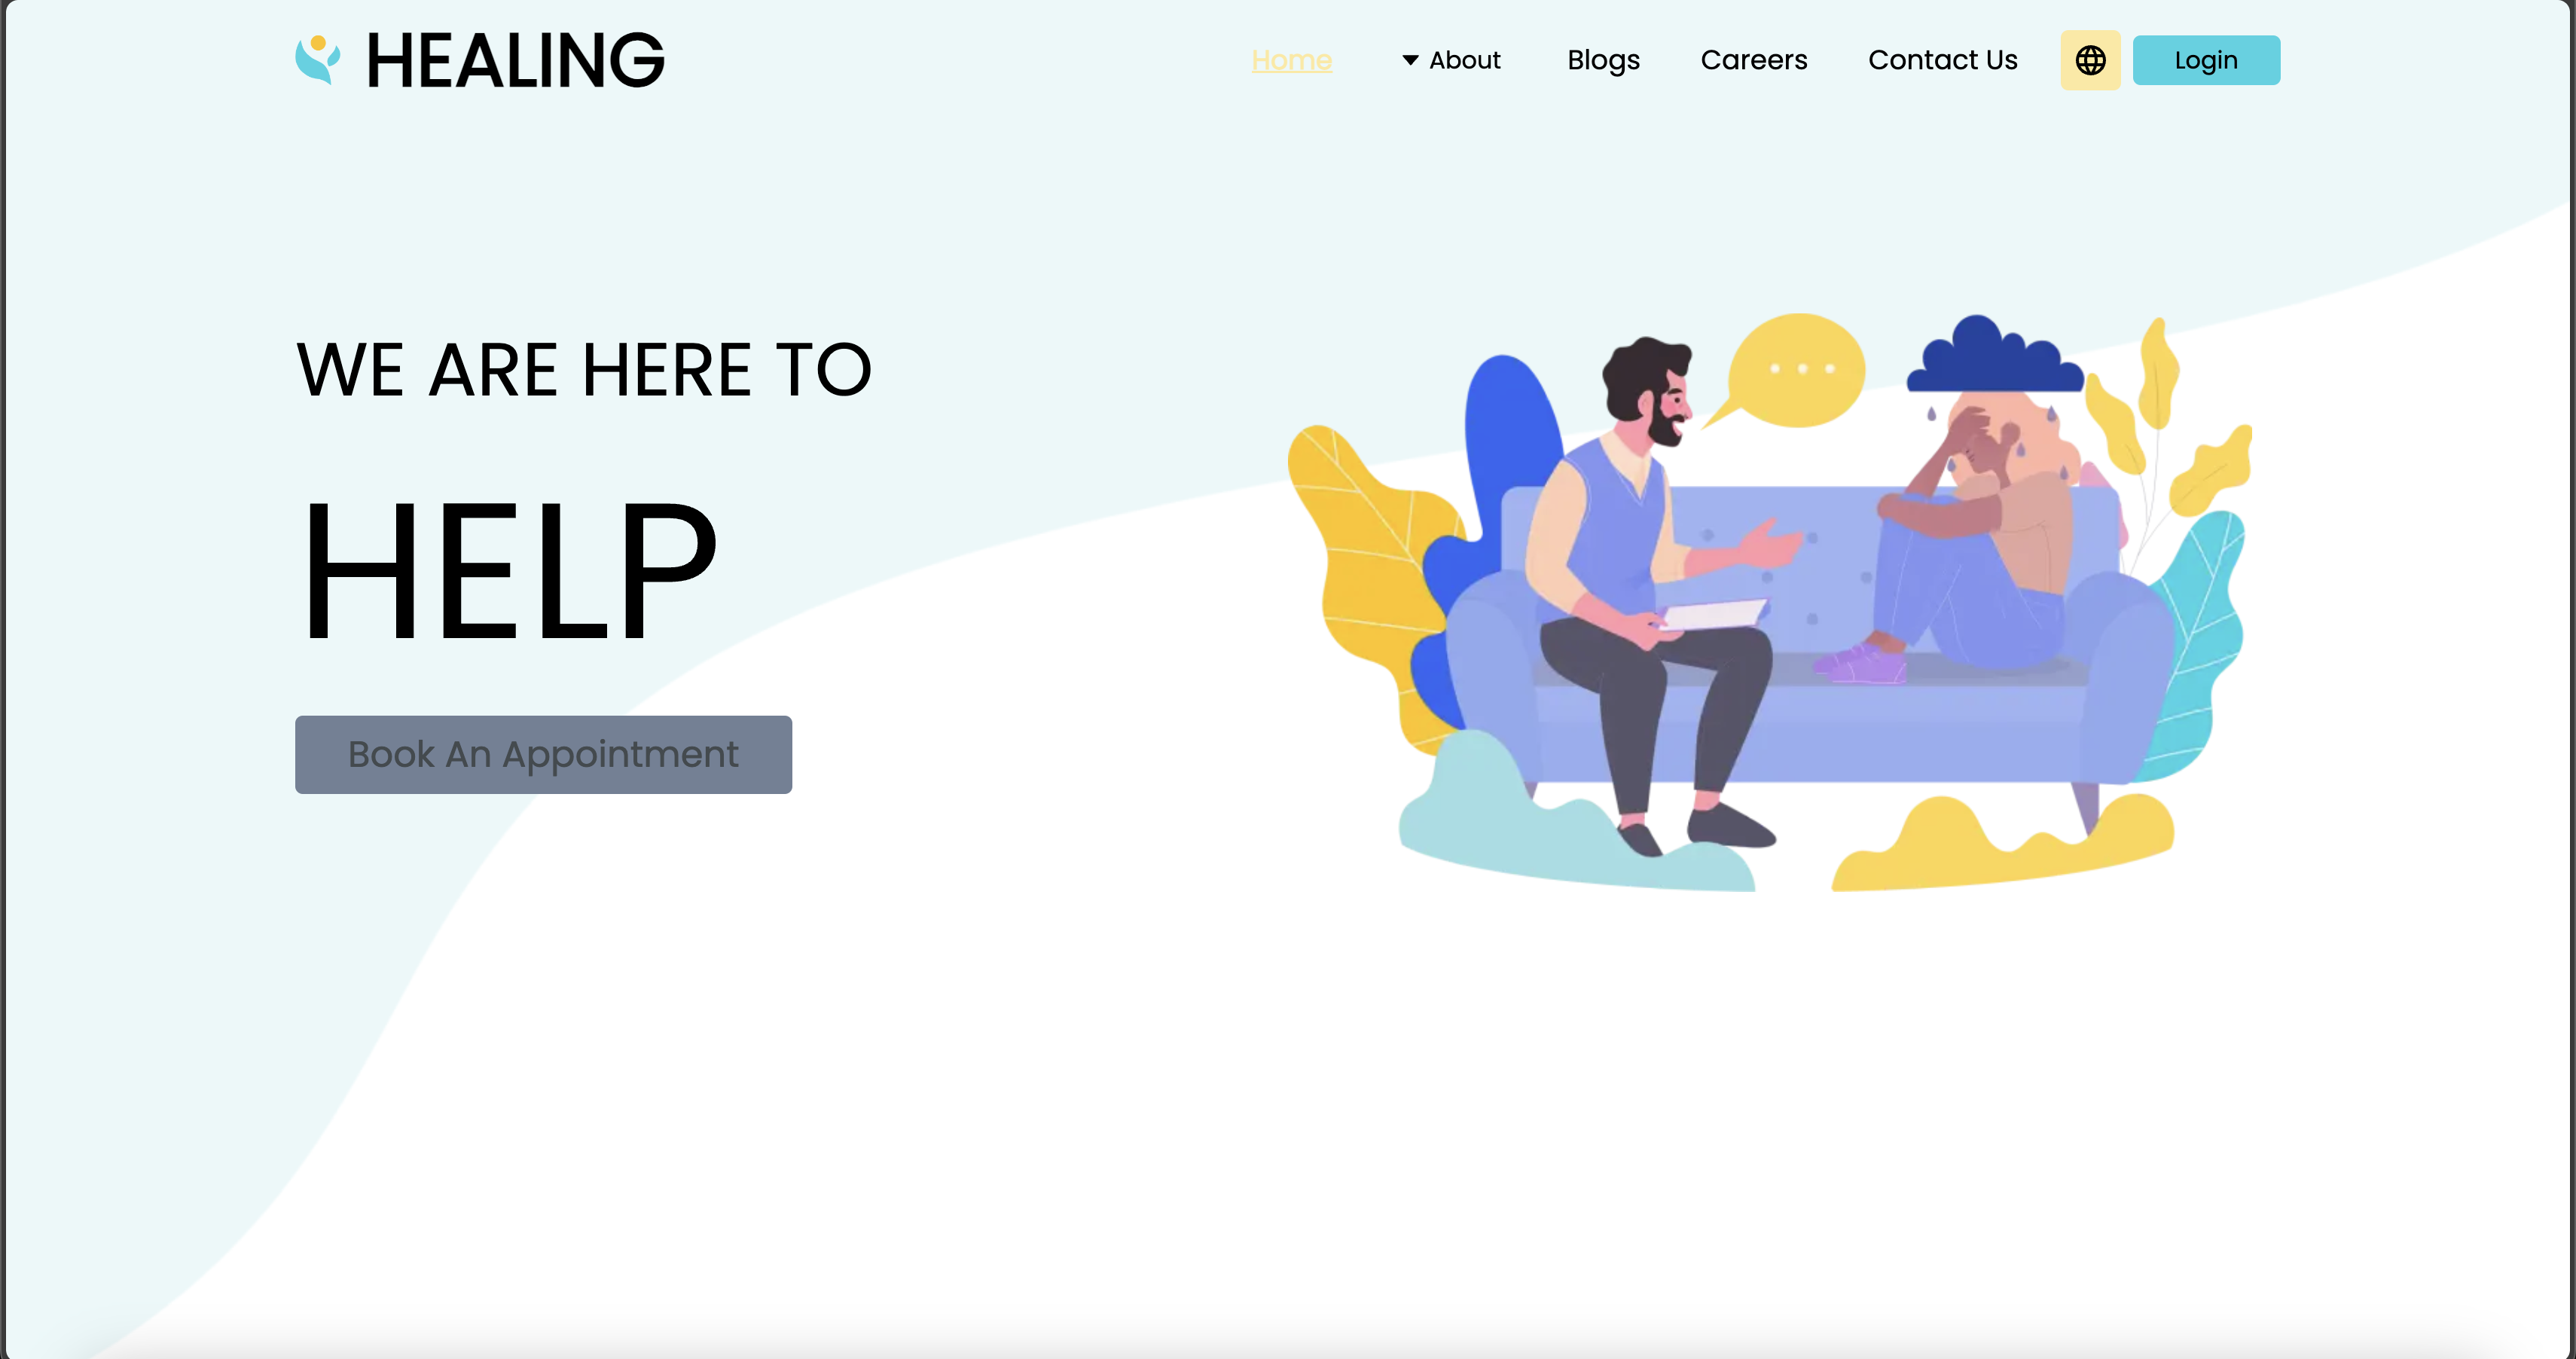 HEALING
Home
About
Blogs
Careers
Contact Us
Login
WE ARE HERE TO
HELP
Book An Appointment